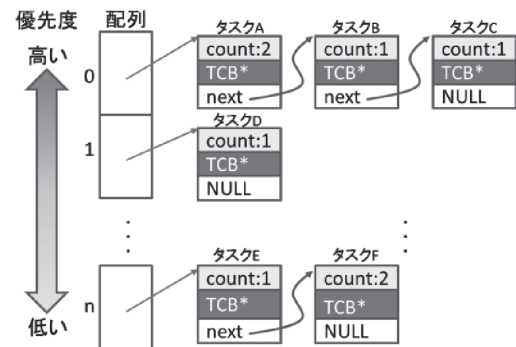 優先度
配列
高い
低い
0
タスクA
count:2
TCB*
next
タスクB
count:1
TCB*
next
タスクC
count:1
TCB*
NULL
1
タスクD
count:1
TCB*
NULL
n
タスクE
count:1
TCB*
next
タスクF
count:2
TCB*
NULL